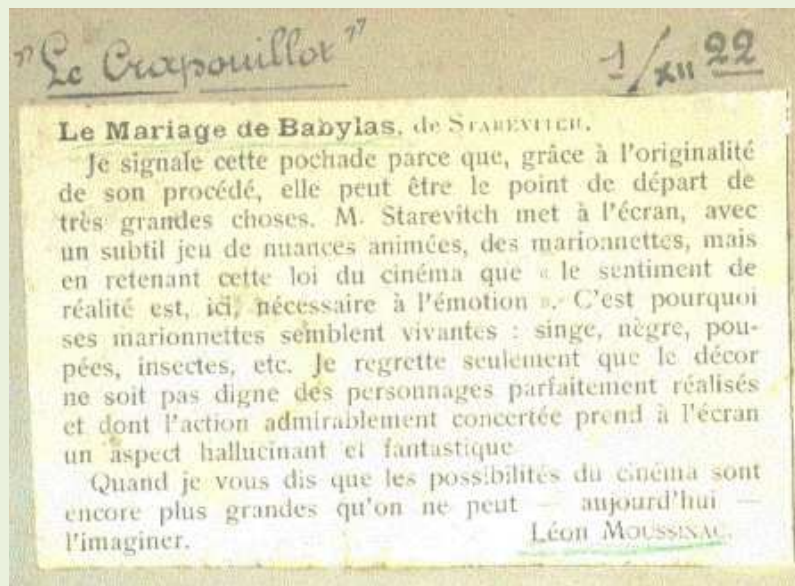 "Le Crapouillot"
1/XII 22
Le Mariage de Babylas, de STAREVITCH.
Je signale cette pochade parce que, grâce à l'originalité
de son procédé, elle peut être le point de départ de
très grandes choses. M. Starevitch met à l'écran, avec
un subtil jeu de nuances animées, des marionnettes, mais
en retenant cette loi du cinéma que « le sentiment de
réalité est, ici, nécessaire à l'émotion ». C'est pourquoi
ses marionnettes semblent vivantes : singe, nègre, pou-
pées, insectes, etc. Je regrette seulement que le décor
ne soit pas digne des personnages parfaitement réalisés
et dont l'action admirablement concertée prend à l'écran
un aspect hallucinant et fantastique
Quand je vous dis que les possibilités du cinéma sont
encore plus grandes qu'on ne peut — aujourd'hui —
l'imaginer.
Léon MOUSSINAC.